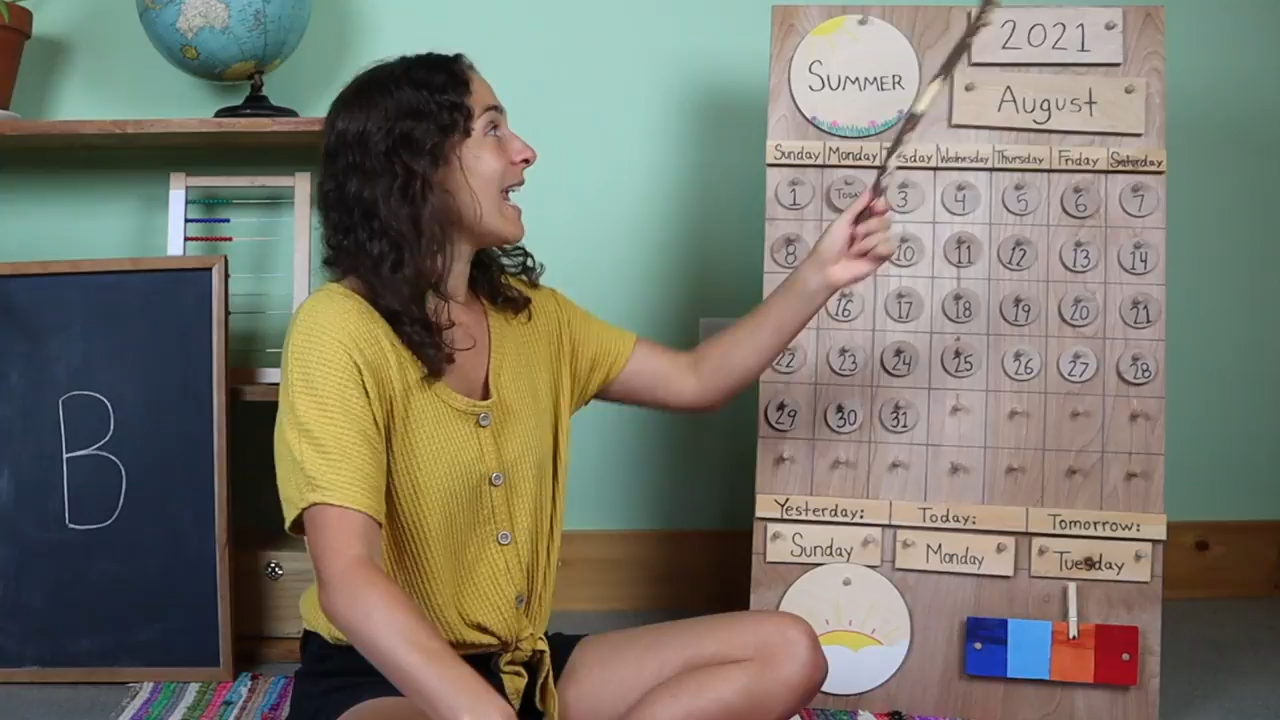 SUMMER
2021
August
Sunday Monday Tuesday Wednesday Thursday Friday Saturday
1 TODAY 3 4 5 6 7
8 10 11 12 13 14
16 17 18 19 20 21
22 23 24 25 26 27 28
29 30 31
Yesterday: Today: Tomorrow:
Sunday Monday Tuesday
B